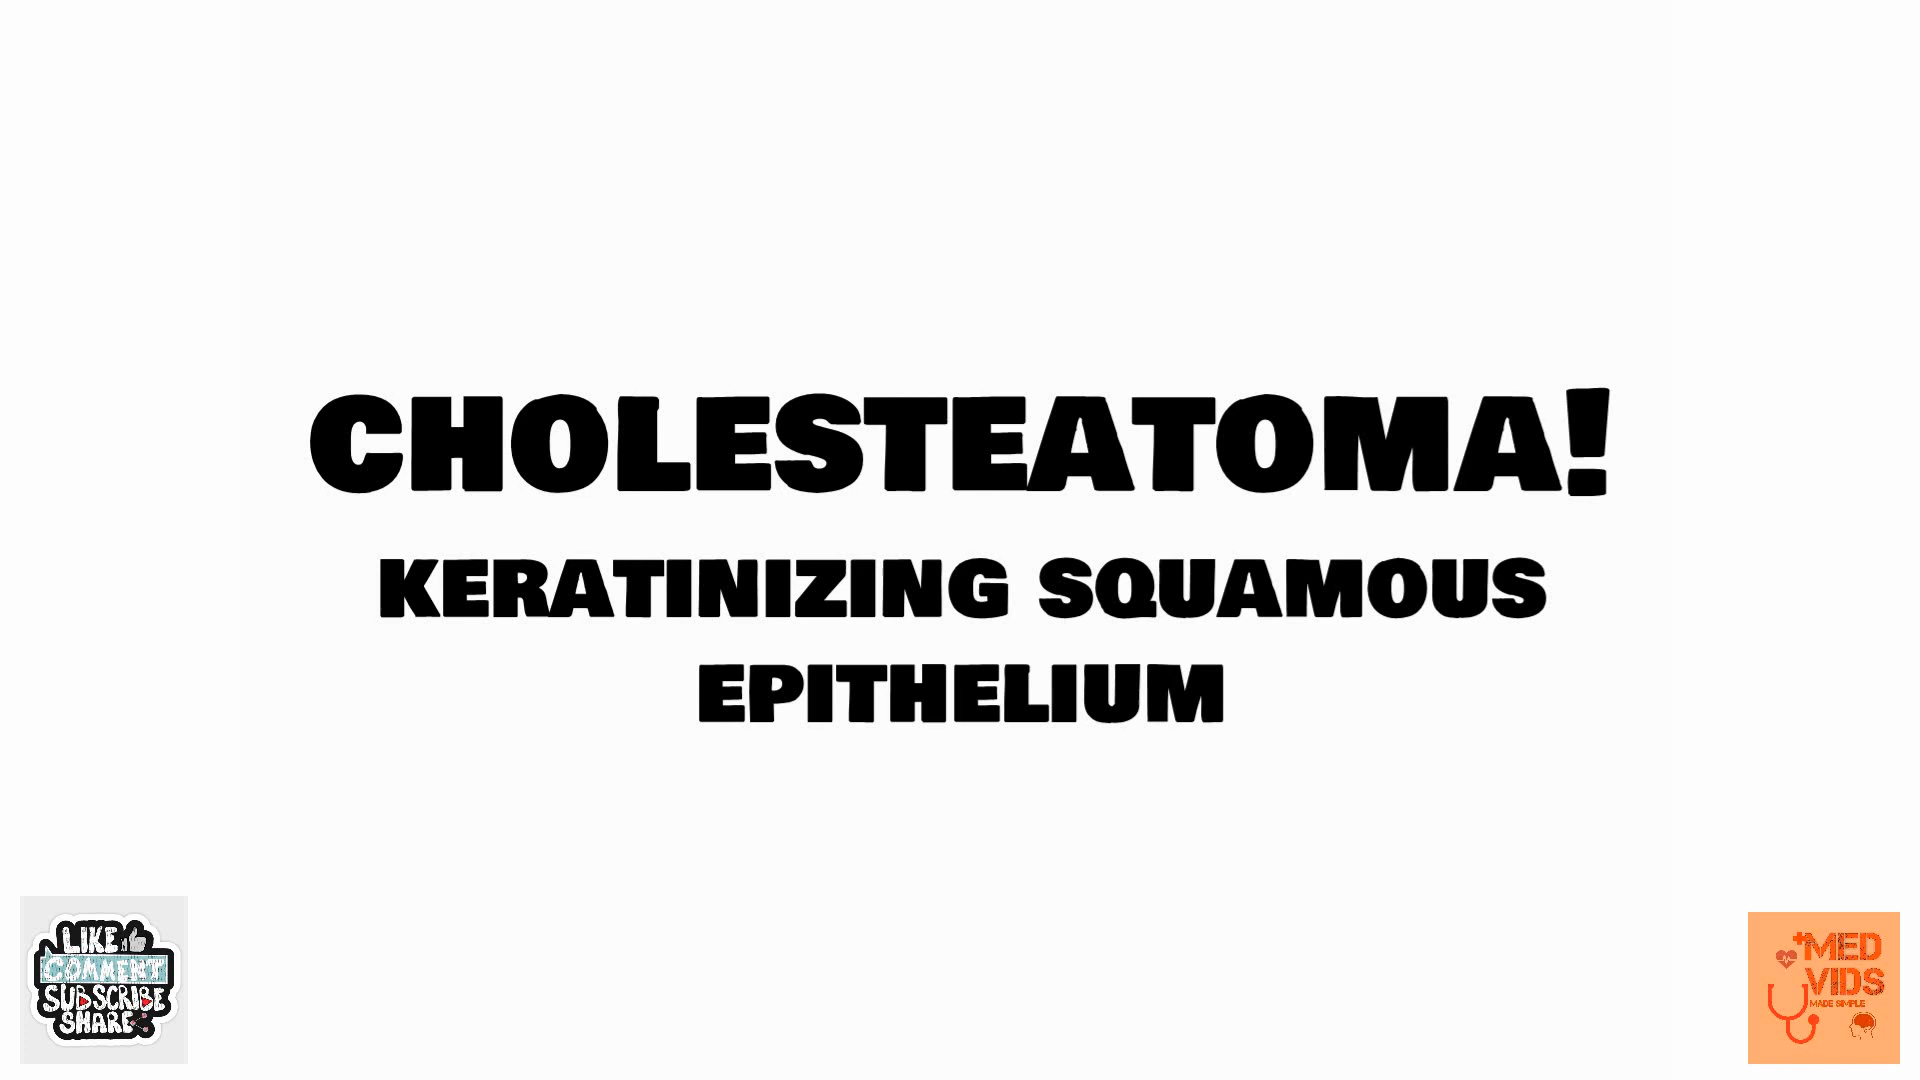 CHOLESTEATOMA!
KERATINIZING SQUAMOUS
EPITHELIUM
LIKE
COMMENT
SUBSCRIBE
SHARE
MED
VIDS
MADE SIMPLE